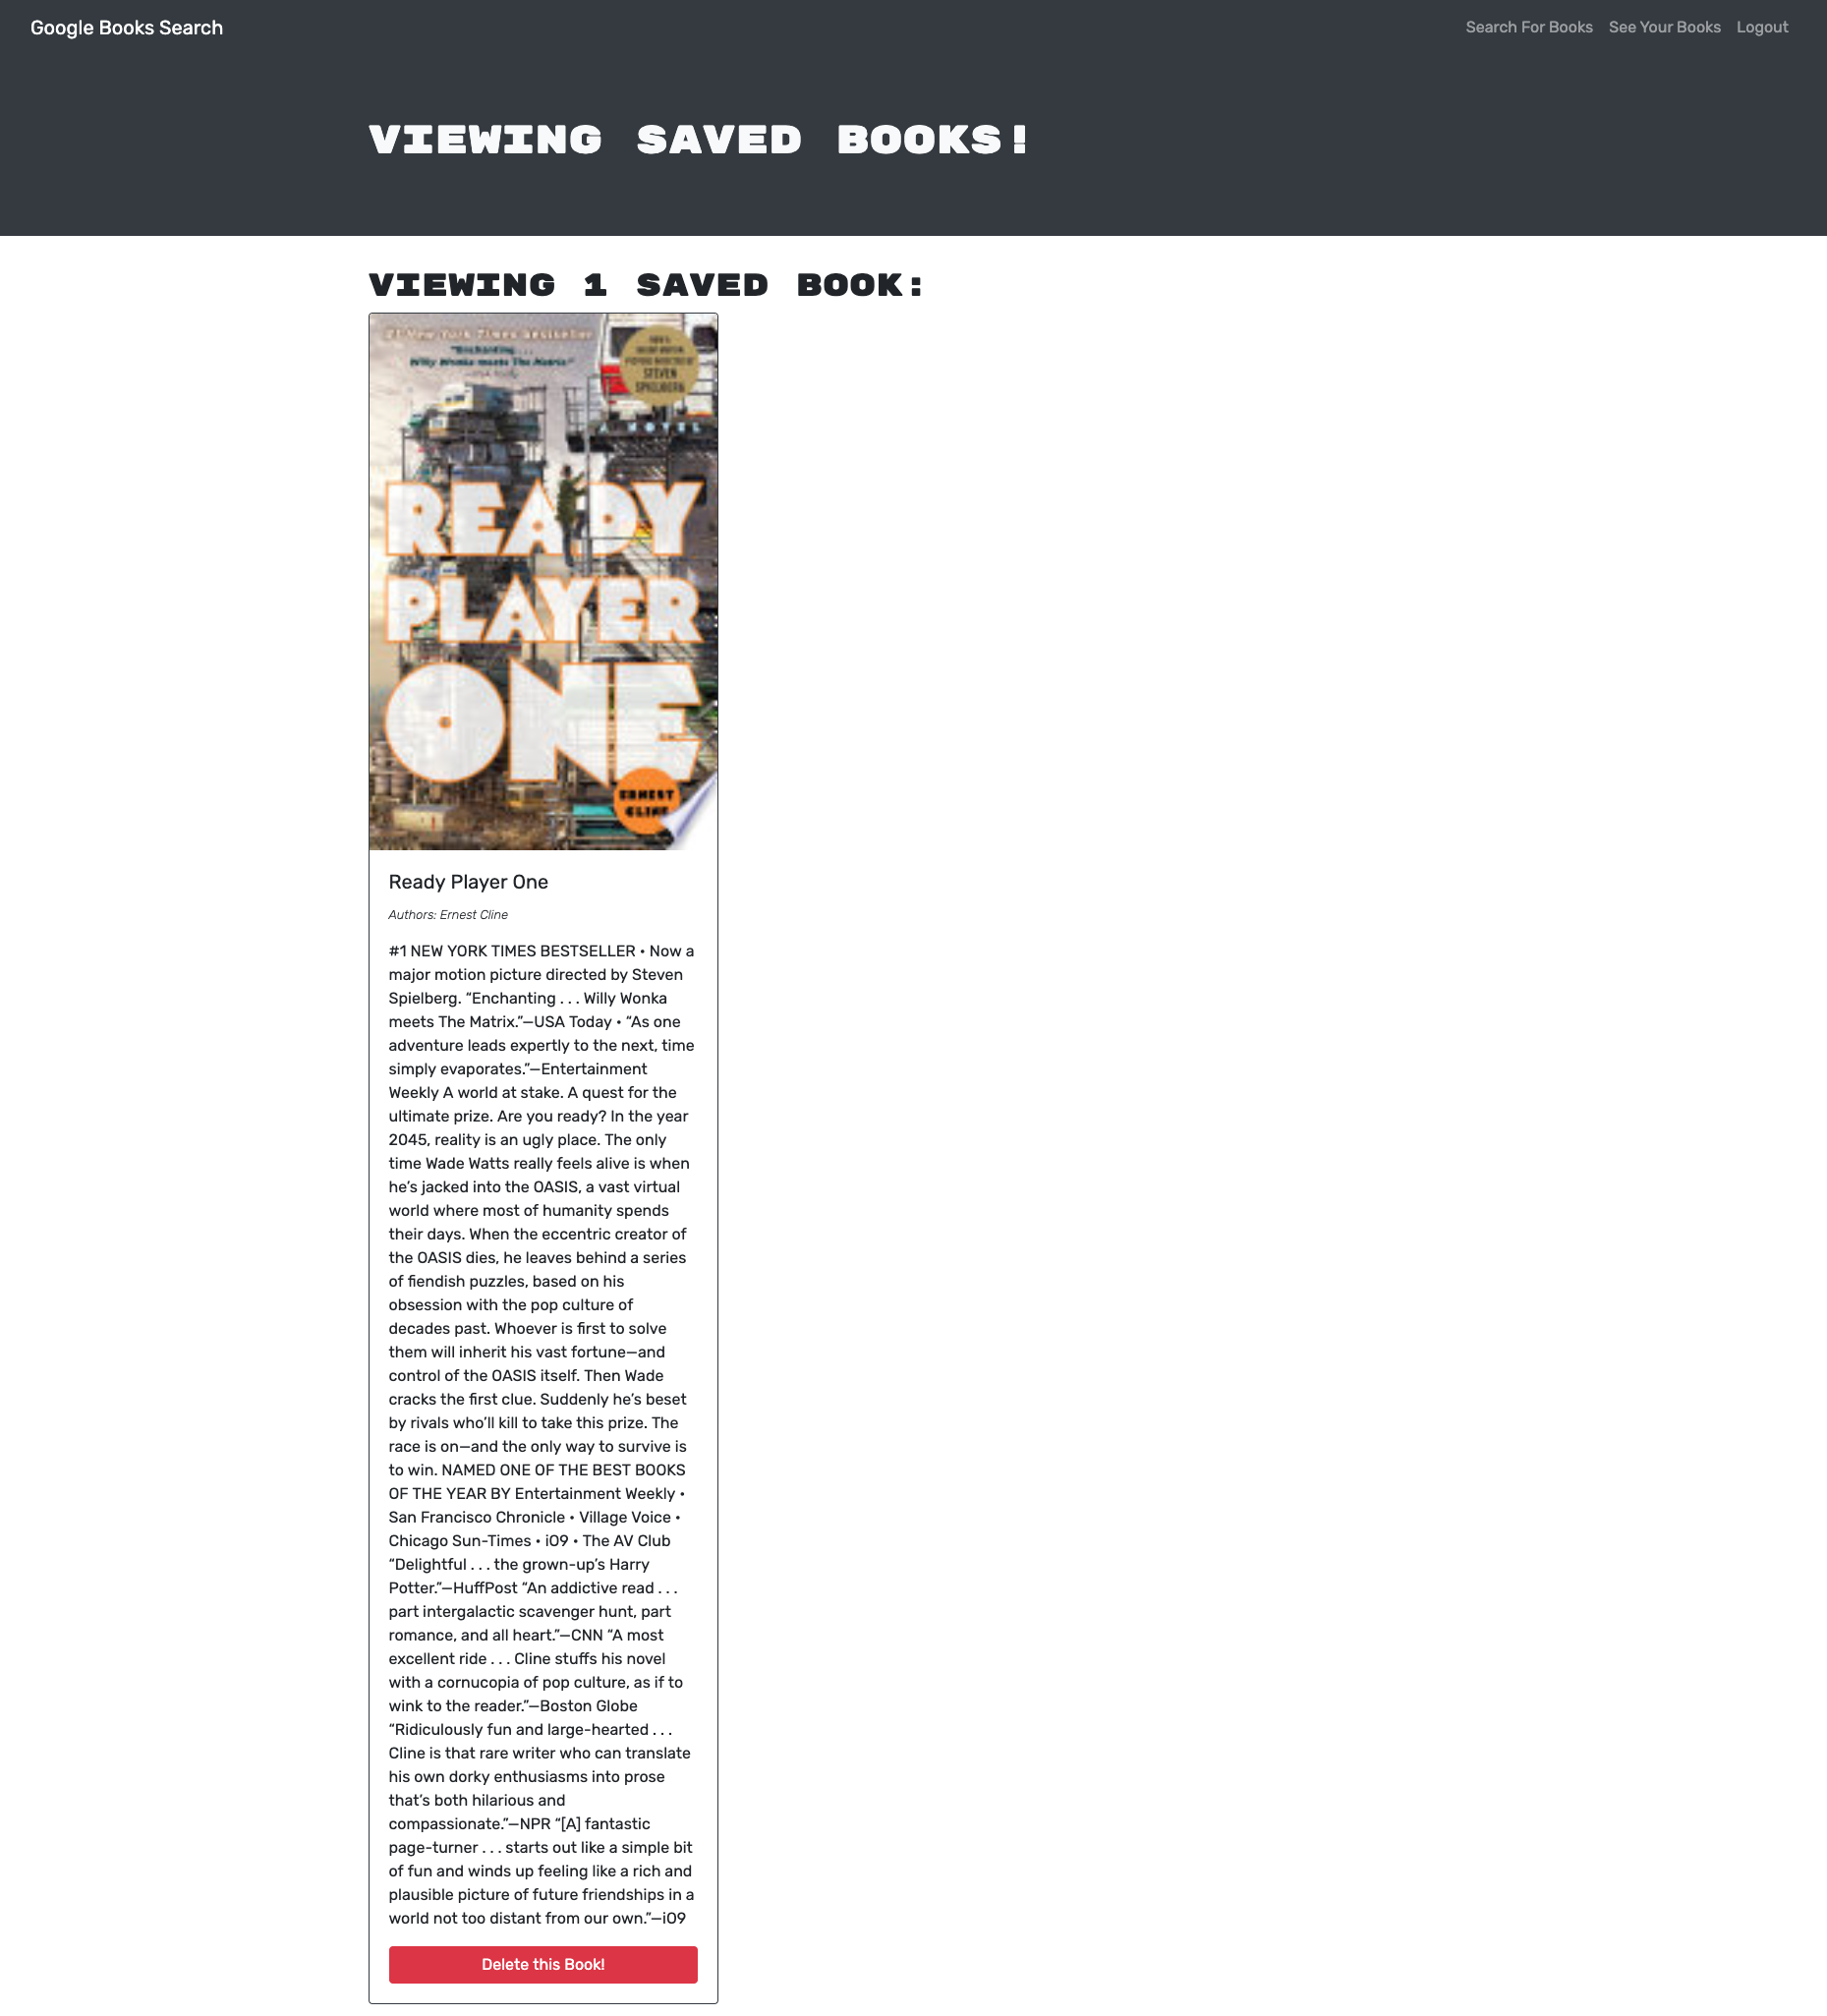 Google Books Search
Search For Books
See Your Books
Logout
VIEWING SAVED BOOKS!
VIEWING 1 SAVED BOOK:
#1 New York Times bestseller
"Enchanting . . .
Willy Wonka meets The Matrix."
STEVEN
SPIELBERG
A NOVEL
READY
PLAYER
ONE
ERNEST
CLINE
Ready Player One
Authors: Ernest Cline
#1 NEW YORK TIMES BESTSELLER • Now a
major motion picture directed by Steven
Spielberg. “Enchanting . . . Willy Wonka
meets The Matrix.”—USA Today • “As one
adventure leads expertly to the next, time
simply evaporates.”—Entertainment
Weekly A world at stake. A quest for the
ultimate prize. Are you ready? In the year
2045, reality is an ugly place. The only
time Wade Watts really feels alive is when
he’s jacked into the OASIS, a vast virtual
world where most of humanity spends
their days. When the eccentric creator of
the OASIS dies, he leaves behind a series
of fiendish puzzles, based on his
obsession with the pop culture of
decades past. Whoever is first to solve
them will inherit his vast fortune—and
control of the OASIS itself. Then Wade
cracks the first clue. Suddenly he’s beset
by rivals who’ll kill to take this prize. The
race is on—and the only way to survive is
to win. NAMED ONE OF THE BEST BOOKS
OF THE YEAR BY Entertainment Weekly •
San Francisco Chronicle • Village Voice •
Chicago Sun-Times • iO9 • The AV Club
“Delightful . . . the grown-up’s Harry
Potter.”—HuffPost “An addictive read . . .
part intergalactic scavenger hunt, part
romance, and all heart.”—CNN “A most
excellent ride . . . Cline stuffs his novel
with a cornucopia of pop culture, as if to
wink to the reader.”—Boston Globe
“Ridiculously fun and large-hearted . . .
Cline is that rare writer who can translate
his own dorky enthusiasms into prose
that’s both hilarious and
compassionate.”—NPR “[A] fantastic
page-turner . . . starts out like a simple bit
of fun and winds up feeling like a rich and
plausible picture of future friendships in a
world not too distant from our own.”—iO9
Delete this Book!